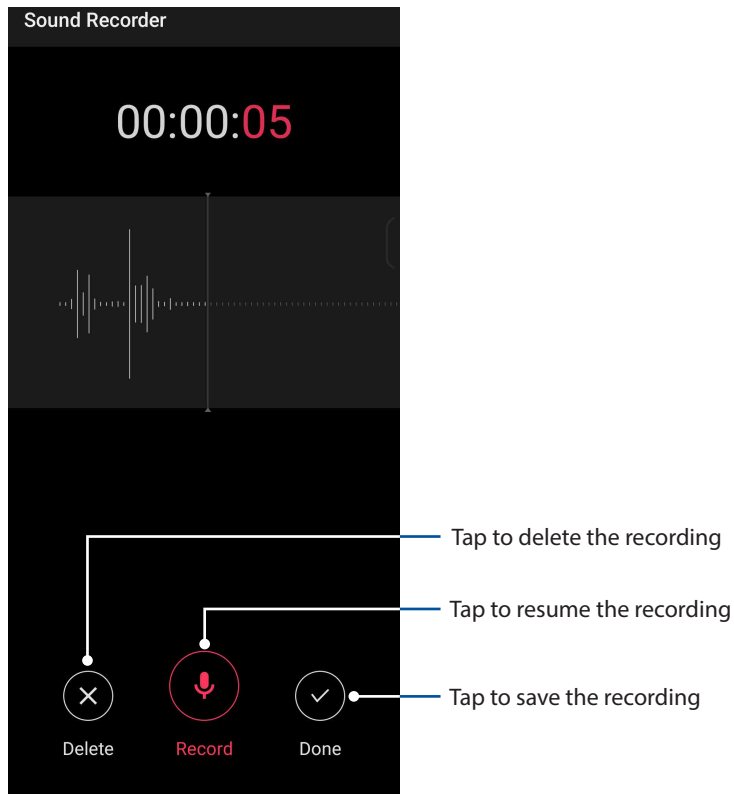 Sound Recorder
00:00:05
Tap to delete the recording
Tap to resume the recording
Tap to save the recording
Delete
Record
Done